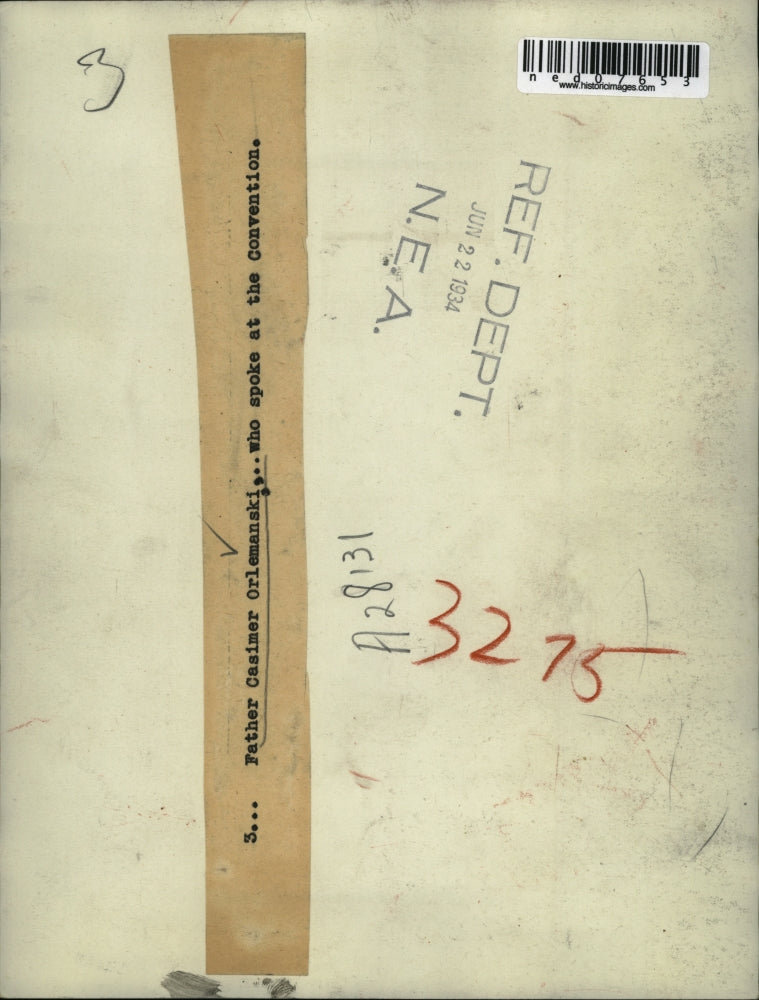 3
ned07653
www.historicimages.com
3... Father Casimer Orlemanski,..who spoke at the Convention.
REF. DEPT.
JUN 22 1934
N.E.A.
A28131
3275